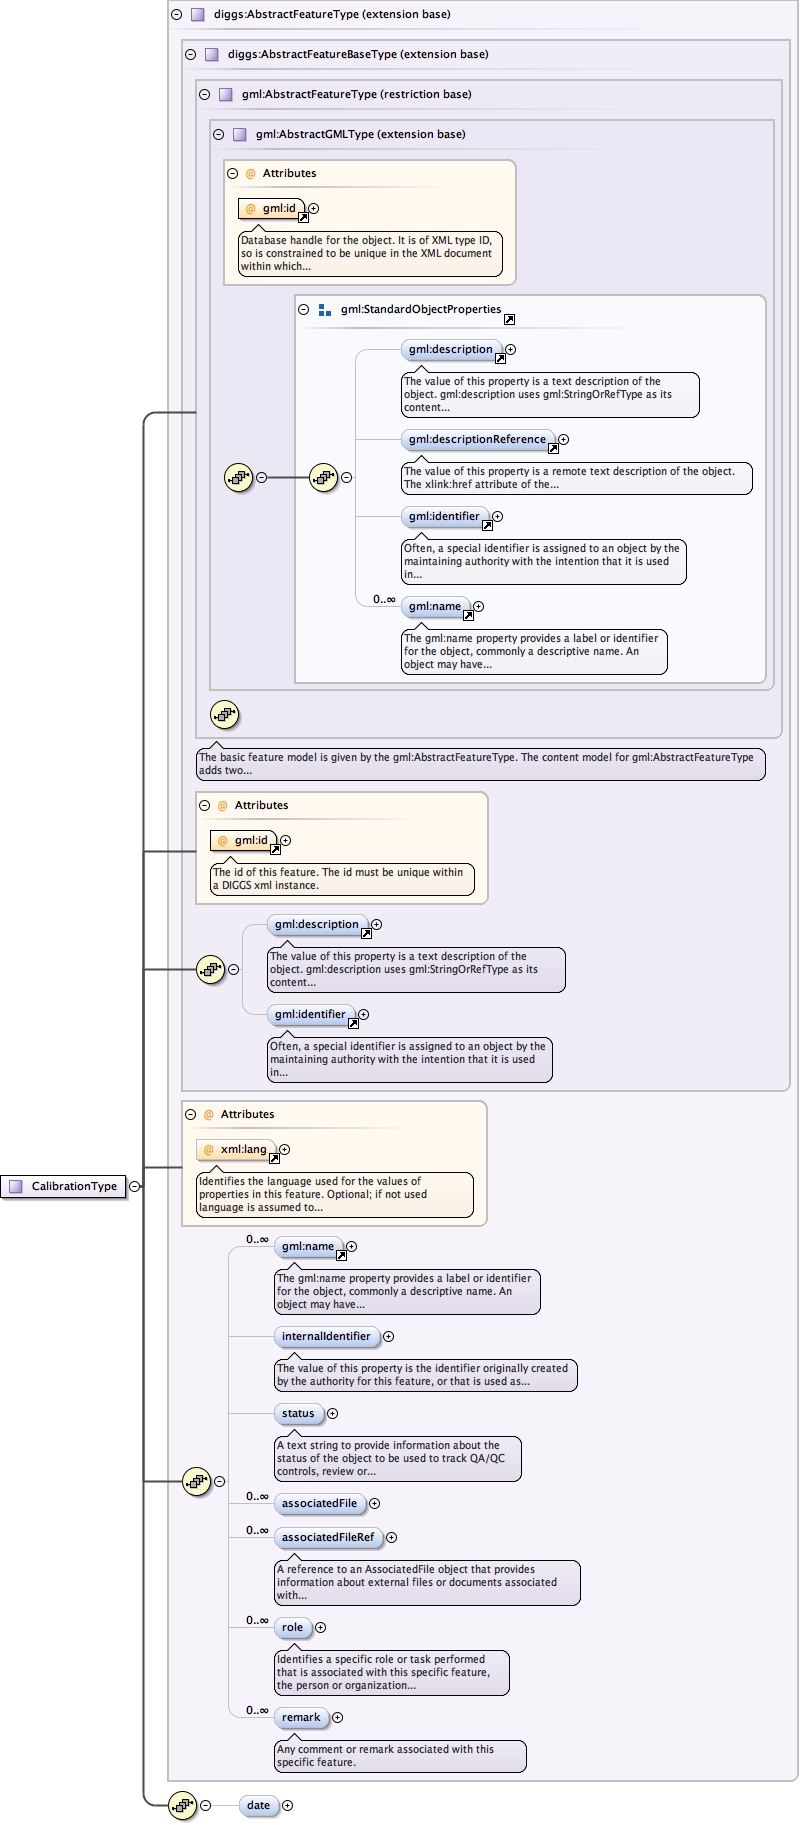 diggs:AbstractFeatureType (extension base)
diggs:AbstractFeatureBaseType (extension base)
gml:AbstractFeatureType (restriction base)
gml:AbstractGMLType (extension base)
@ Attributes
@ gml:id
Database handle for the object. It is of XML type ID,
so is constrained to be unique in the XML document
within which...
gml:StandardObjectProperties
gml:description
The value of this property is a text description of the
object. gml:description uses gml:StringOrRefType as its
content...
gml:descriptionReference
The value of this property is a remote text description of the object.
The xlink:href attribute of the...
gml:identifier
Often, a special identifier is assigned to an object by the
maintaining authority with the intention that it is used
in...
0..∞
gml:name
The gml:name property provides a label or identifier
for the object, commonly a descriptive name. An
object may have...
The basic feature model is given by the gml:AbstractFeatureType. The content model for gml:AbstractFeatureType
adds two...
@ Attributes
@ gml:id
The id of this feature. The id must be unique within
a DIGGS xml instance.
gml:description
The value of this property is a text description of the
object. gml:description uses gml:StringOrRefType as its
content...
gml:identifier
Often, a special identifier is assigned to an object by the
maintaining authority with the intention that it is used
in...
@ Attributes
@ xml:lang
Identifies the language used for the values of
properties in this feature. Optional; if not used
language is assumed to...
CalibrationType
0..∞
gml:name
The gml:name property provides a label or identifier
for the object, commonly a descriptive name. An
object may have...
internalIdentifier
The value of this property is the identifier originally created
by the authority for this feature, or that is used as...
status
A text string to provide information about the
status of the object to be used to track QA/QC
controls, review or...
0..∞
associatedFile
0..∞
associatedFileRef
A reference to an AssociatedFile object that provides
information about external files or documents associated
with...
0..∞
role
Identifies a specific role or task performed
that is associated with this specific feature,
the person or organization...
0..∞
remark
Any comment or remark associated with this
specific feature.
date